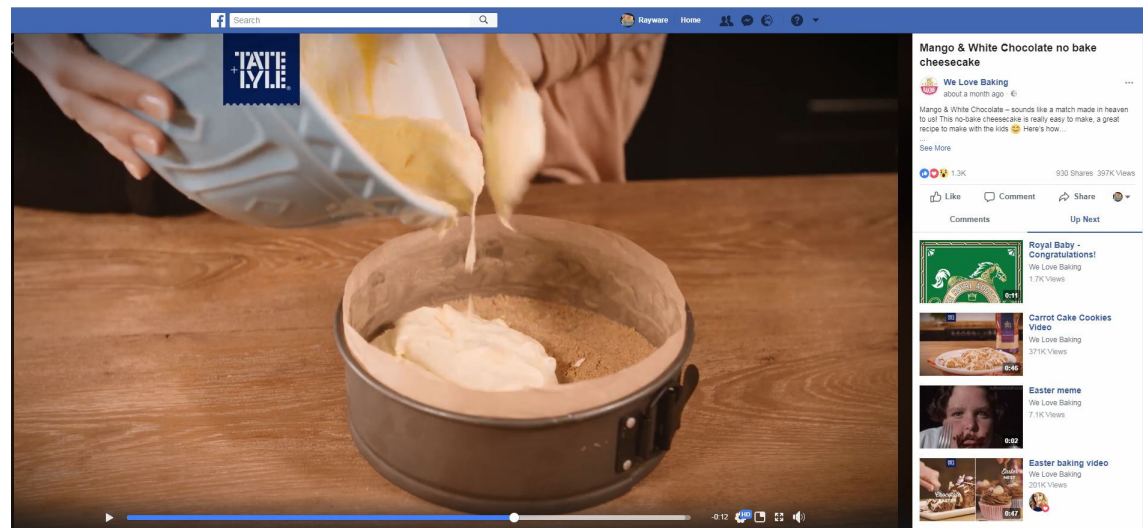 Search
Rayware Home
+TATE
LYLE®
-0:12 HD
Mango & White Chocolate no bake
cheesecake
We Love Baking
about a month ago
Mango & White Chocolate – sounds like a match made in heaven
to us! This no-bake cheesecake is really easy to make, a great
recipe to make with the kids 😄 Here's how…
...
See More
1.3K 930 Shares 397K Views
Like Comment Share
Comments Up Next
Royal Baby -
Congratulations!
We Love Baking
1.7K Views
0:11
Carrot Cake Cookies
Video
We Love Baking
371K Views
0:46
Easter meme
We Love Baking
7.1K Views
0:02
Easter baking video
We Love Baking
201K Views
0:47